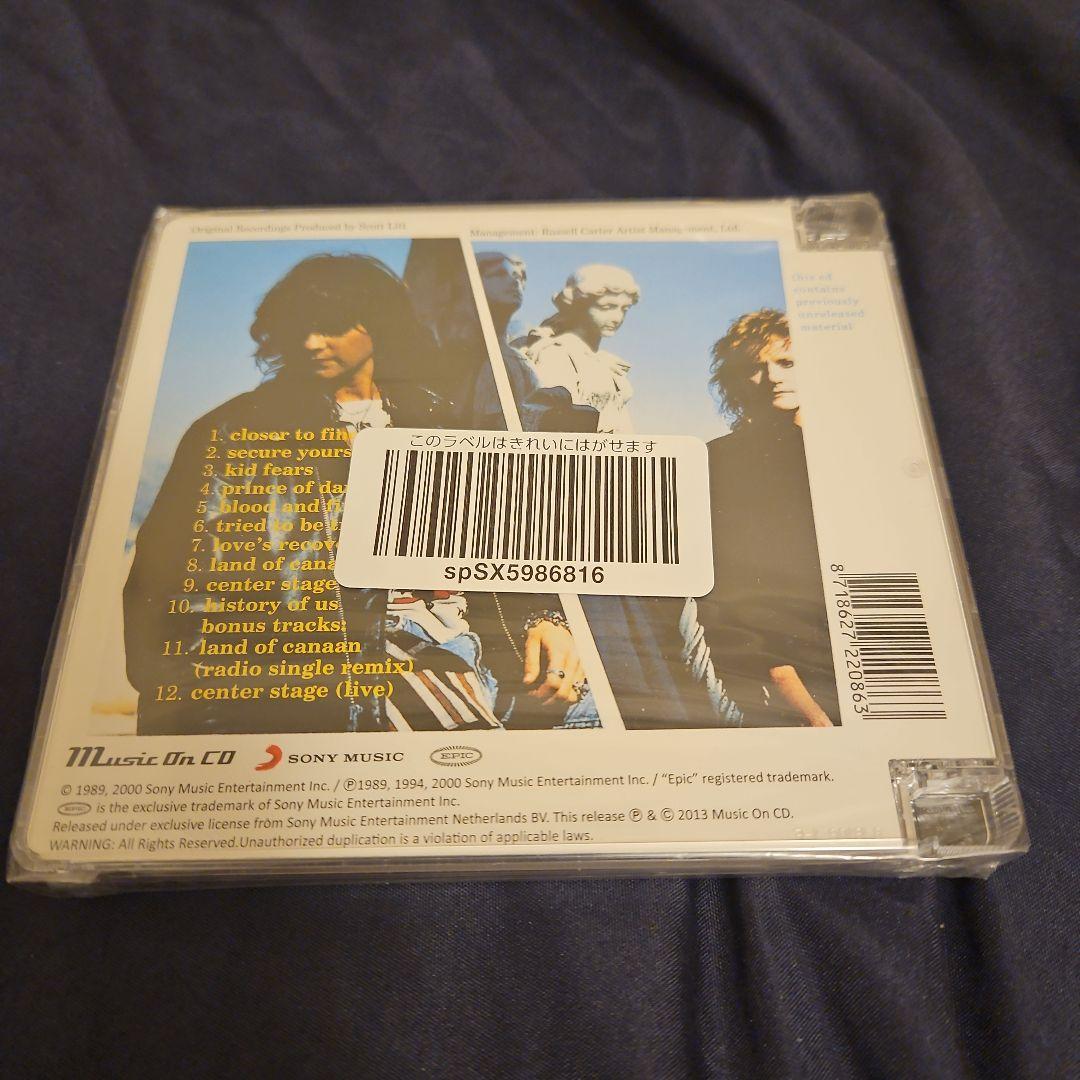 Original Recordings Produced by Scott Litt
Management: Russell Carter Artist Management, Ltd.
this cd
contains
previously
unreleased
material
1. closer to fin
2. secure yours
3. kid fears
4. prince of da
5. blood and fi
6. tried to be t
7. love's recov
8. land of cana
9. center stage
10. history of us
bonus tracks:
11. land of canaan
(radio single remix)
12. center stage (live)
このラベルはきれいにはがせます
spSX5986816
8 718627 220863
Music On CD
SONY MUSIC
EPIC
© 1989, 2000 Sony Music Entertainment Inc. / ℗1989, 1994, 2000 Sony Music Entertainment Inc. / "Epic" registered trademark.
EPIC is the exclusive trademark of Sony Music Entertainment Inc.
Released under exclusive license from Sony Music Entertainment Netherlands BV. This release ℗ & © 2013 Music On CD.
WARNING: All Rights Reserved.Unauthorized duplication is a violation of applicable laws.